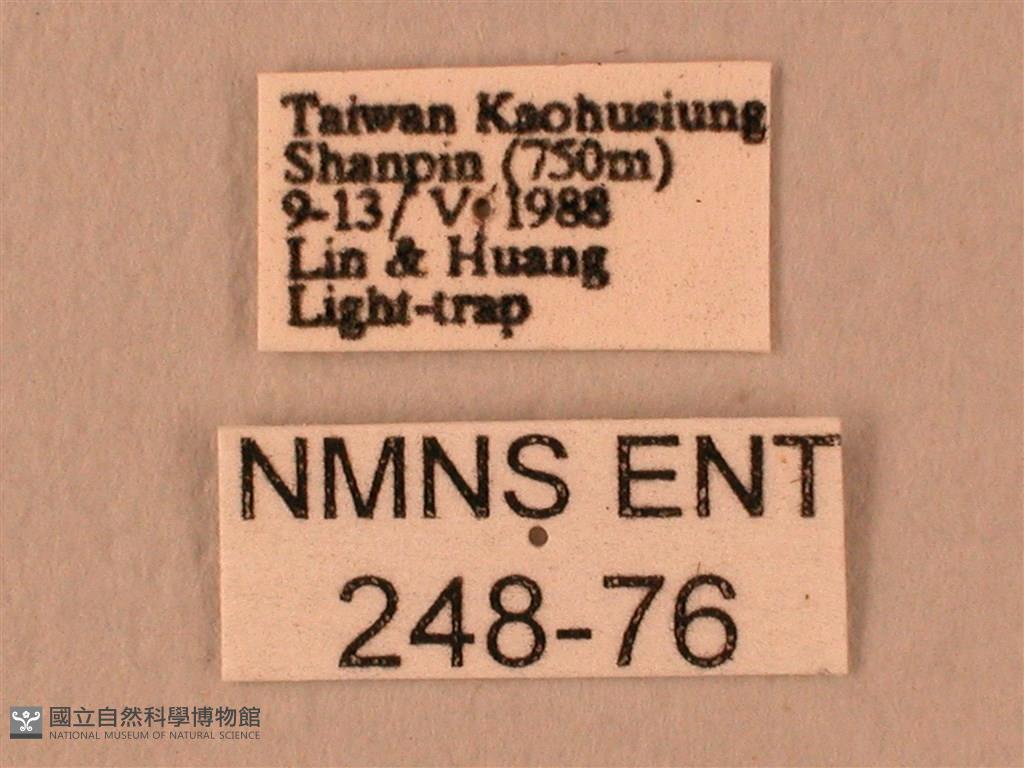 Taiwan Kaohusiung
Shanpin (750m)
9-13/ V. 1988
Lin & Huang
Light-trap
NMNS ENT
248-76
國立自然科學博物館
NATIONAL MUSEUM OF NATURAL SCIENCE